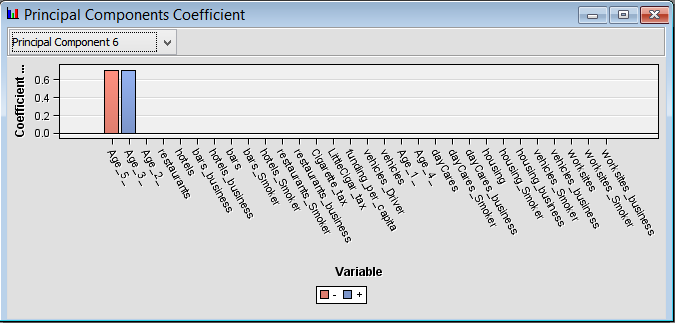 Principal Components Coefficient
Principal Component 6
Coefficient ...
0.6
0.4
0.2
0.0
Age_5_
Age_3_
Age_2_
restaurants
hotels
bars_business
hotels_business
bars
bars_Smoker
hotels_Smoker
restaurants_business
restaurants_Smoker
Cigarette_tax
LittleCigar_tax
funding_per_capita
vehicles_Driver
vehicles
Age_1_
Age_4_
dayCares
dayCares_Smoker
dayCares_business
housing
housing_Smoker
housing_business
vehicles_Smoker
vehicles_business
worksites
worksites_Smoker
worksites_business
Variable
- +